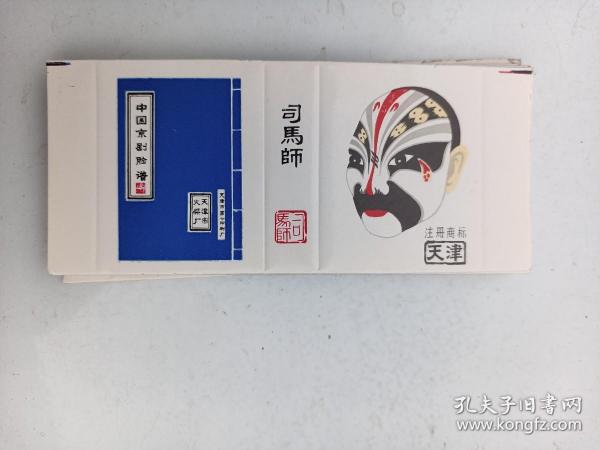 中国京剧脸谱
天津市
火柴厂
司馬師
司馬師
注册商标
天津
孔夫子旧书网
www.kongfz.com